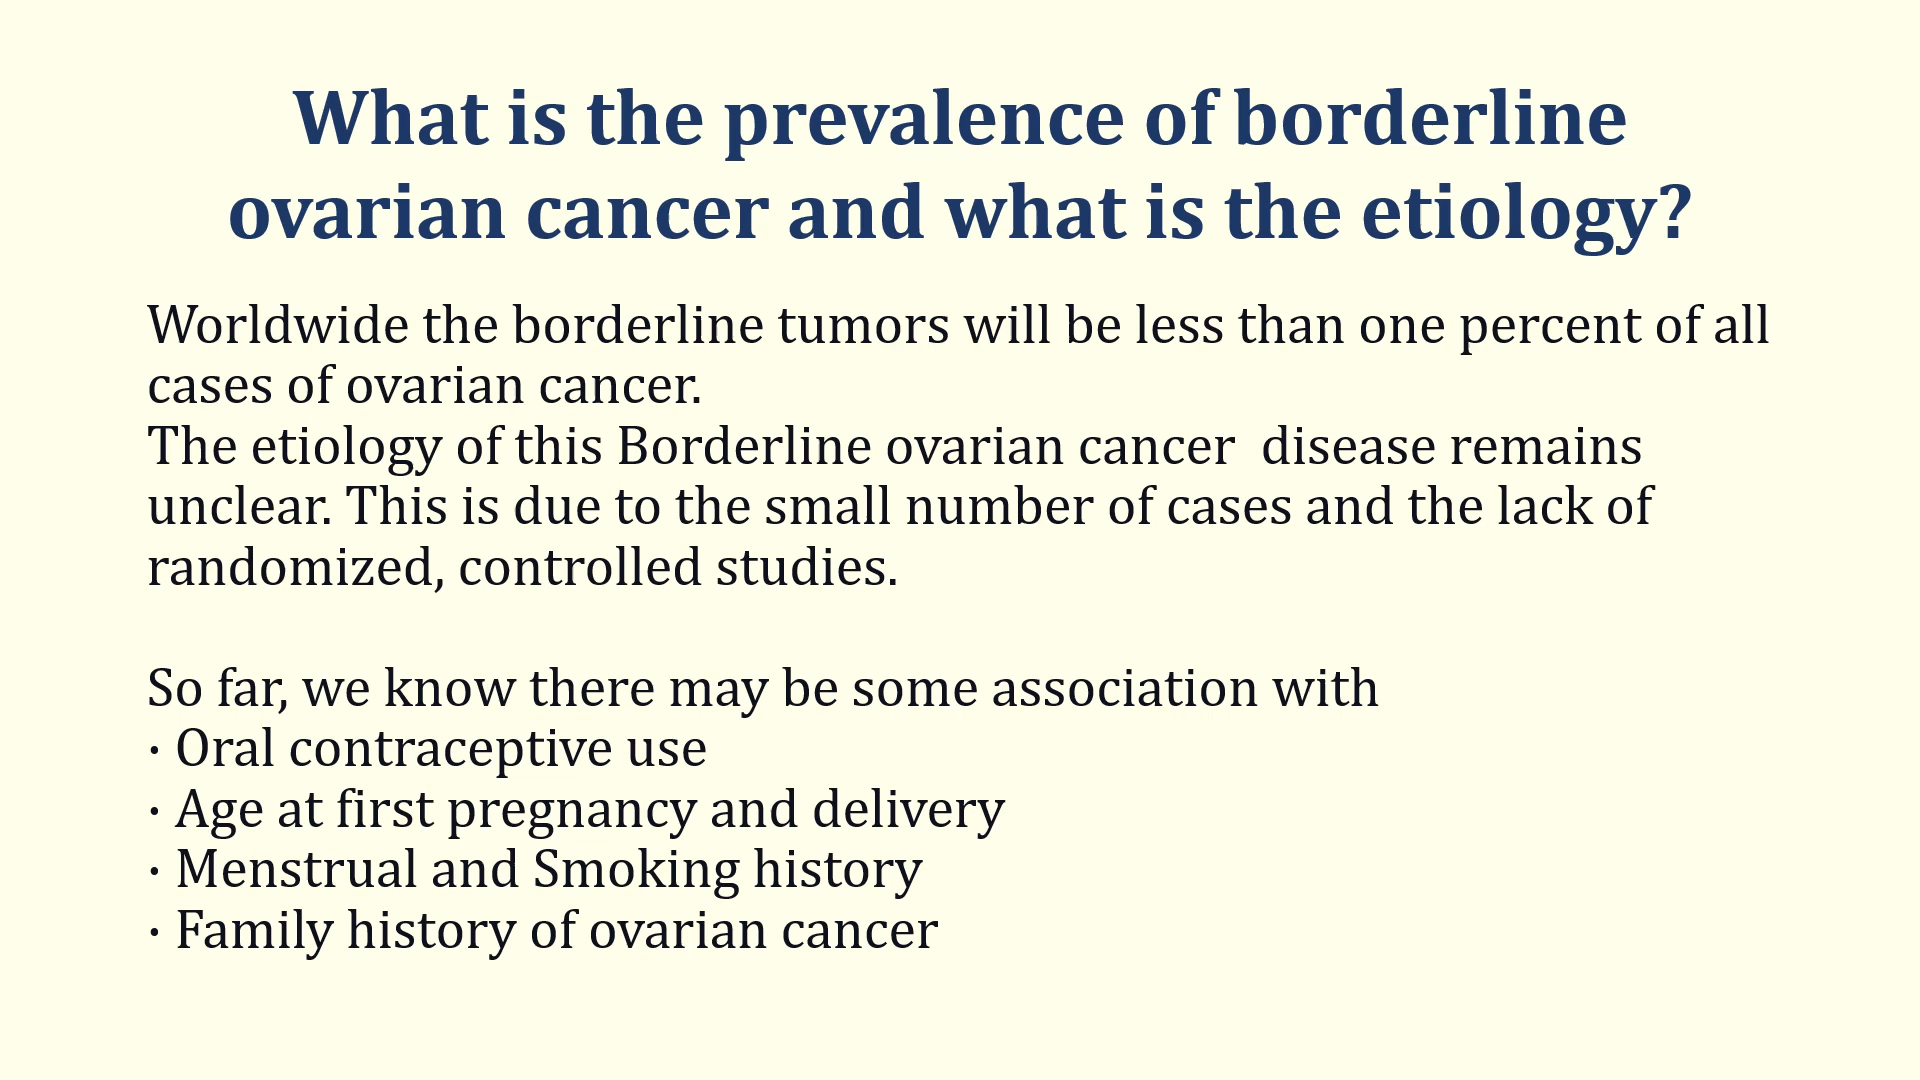 What is the prevalence of borderline
ovarian cancer and what is the etiology?
Worldwide the borderline tumors will be less than one percent of all
cases of ovarian cancer.
The etiology of this Borderline ovarian cancer  disease remains
unclear. This is due to the small number of cases and the lack of
randomized, controlled studies.
So far, we know there may be some association with
· Oral contraceptive use
· Age at first pregnancy and delivery
· Menstrual and Smoking history
· Family history of ovarian cancer